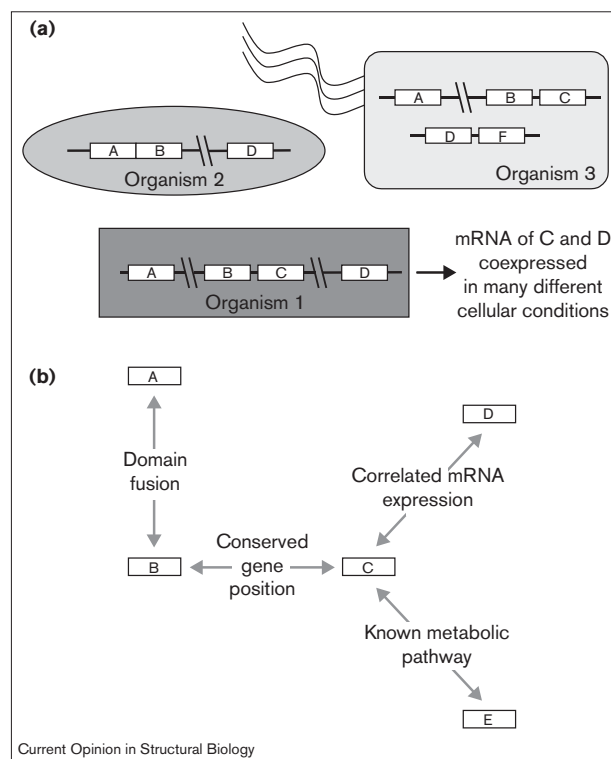 (a)
A B C
D F
Organism 3
A B D
Organism 2
A B C D
Organism 1
mRNA of C and D
coexpressed
in many different
cellular conditions
(b)
A
D
Domain
fusion
Correlated mRNA
expression
Conserved
gene
position
B
C
Known metabolic
pathway
E
Current Opinion in Structural Biology